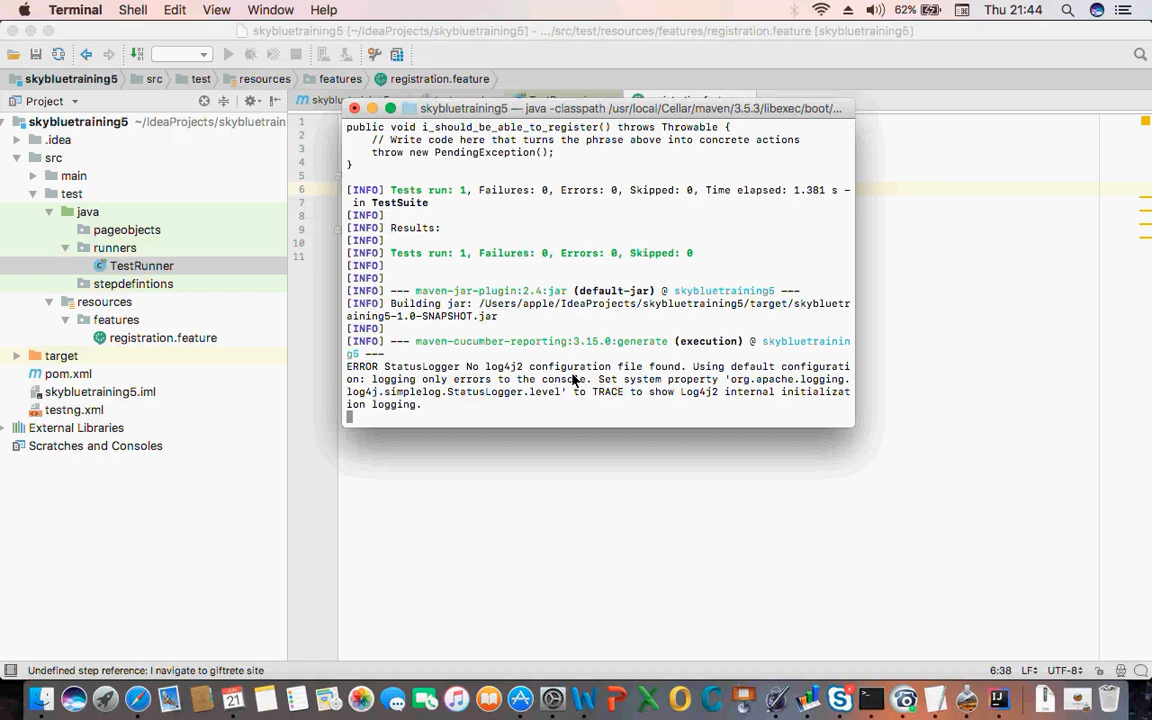 Terminal Shell Edit View Window Help 62% Thu 21:44
skybluetraining5 [~/IdeaProjects/skybluetraining5] - .../src/test/resources/features/registration.feature [skybluetraining5]
skybluetraining5 src test resources features registration.feature
Project
skybluetraining5 ~/IdeaProjects/skybluetrain
.idea
src
main
test
java
pageobjects
runners
TestRunner
stepdefintions
resources
features
registration.feature
target
pom.xml
skybluetraining5.iml
testng.xml
External Libraries
Scratches and Consoles
1
2
3
4
5
6
7
8
9
10
11
skybluetraining5 — java -classpath /usr/local/Cellar/maven/3.5.3/libexec/boot/...
public void i_should_be_able_to_register() throws Throwable {
// Write code here that turns the phrase above into concrete actions
throw new PendingException();
}
[INFO] Tests run: 1, Failures: 0, Errors: 0, Skipped: 0, Time elapsed: 1.381 s -
in TestSuite
[INFO]
[INFO] Results:
[INFO]
[INFO] Tests run: 1, Failures: 0, Errors: 0, Skipped: 0
[INFO]
[INFO]
[INFO] --- maven-jar-plugin:2.4:jar (default-jar) @ skybluetraining5 ---
[INFO] Building jar: /Users/apple/IdeaProjects/skybluetraining5/target/skybluetr
aining5-1.0-SNAPSHOT.jar
[INFO]
[INFO] --- maven-cucumber-reporting:3.15.0:generate (execution) @ skybluetrainin
g5 ---
ERROR StatusLogger No log4j2 configuration file found. Using default configurati
on: logging only errors to the console. Set system property 'org.apache.logging.
log4j.simplelog.StatusLogger.level' to TRACE to show Log4j2 internal initializat
ion logging.
Undefined step reference: I navigate to giftrete site 6:38 LF÷ UTF-8÷